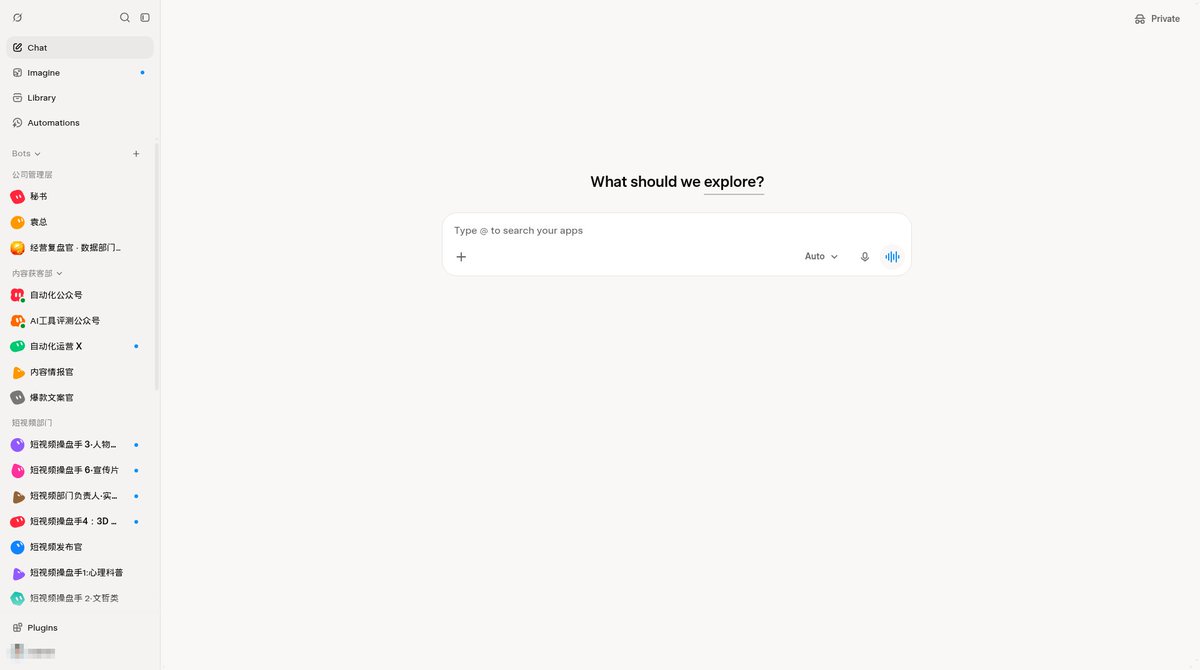 Private
Chat
Imagine
Library
Automations
Bots
公司管理层
秘书
袁总
经营复盘官 · 数据部门...
内容获客部
自动化公众号
AI工具评测公众号
自动化运营 X
内容情报官
爆款文案官
短视频部门
短视频操盘手 3·人物...
短视频操盘手 6·宣传片
短视频部门负责人·实...
短视频操盘手4：3D ...
短视频发布官
短视频操盘手1:心理科普
短视频操盘手 2·文哲类
Plugins
What should we explore?
Type @ to search your apps
Auto